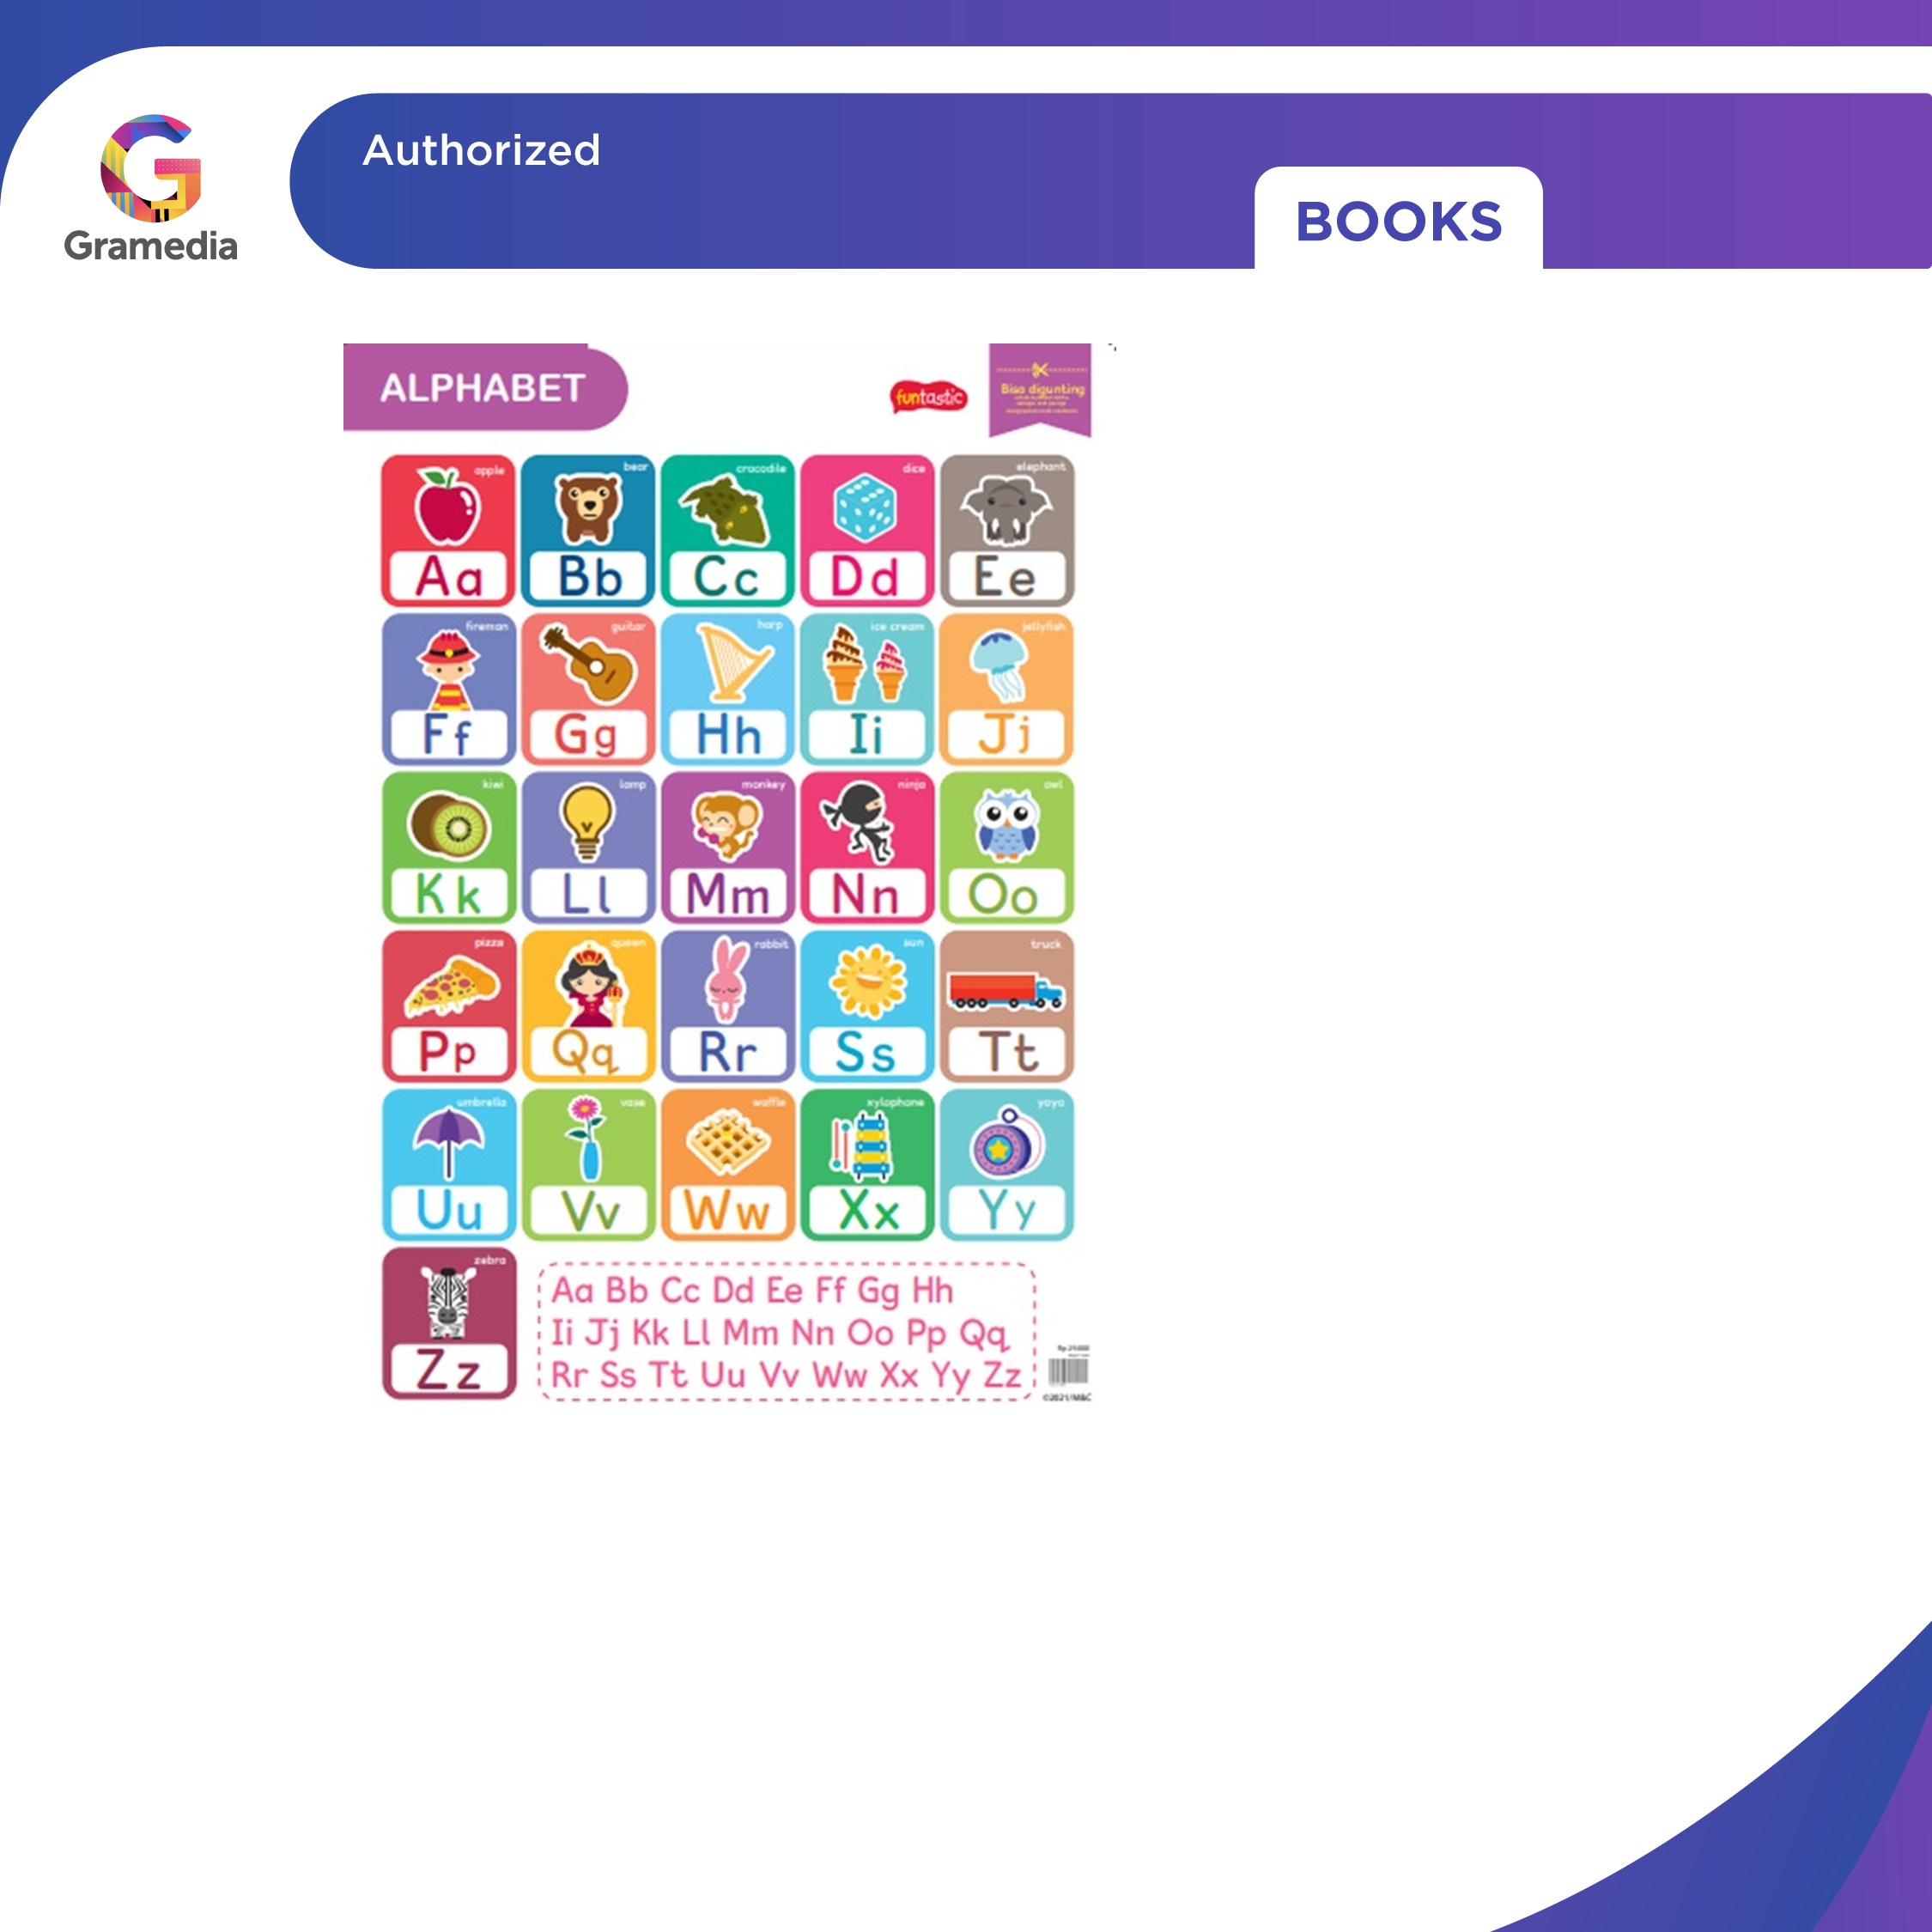 Authorized
BOOKS
Gramedia
ALPHABET
funtastic
Bisa digunting
apple
Aa
bear
Bb
crocodile
Cc
dice
Dd
elephant
Ee
fireman
Ff
guitar
Gg
harp
Hh
ice cream
Ii
jellyfish
Jj
kiwi
Kk
lamp
Ll
monkey
Mm
ninja
Nn
owl
Oo
pizza
Pp
queen
Qq
rabbit
Rr
sun
Ss
truck
Tt
umbrella
Uu
vase
Vv
waffle
Ww
xylophone
Xx
yoyo
Yy
zebra
Zz
Aa Bb Cc Dd Ee Ff Gg Hh
Ii Jj Kk Ll Mm Nn Oo Pp Qq
Rr Ss Tt Uu Vv Ww Xx Yy Zz
©2021/M&C